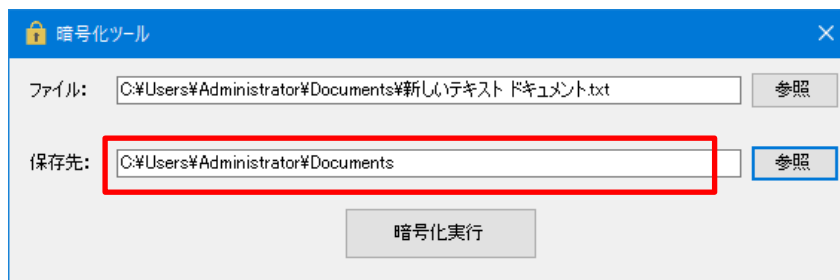 暗号化ツール
ファイル: C:¥Users¥Administrator¥Documents¥新しいテキスト ドキュメント.txt 参照
保存先: C:¥Users¥Administrator¥Documents 参照
暗号化実行